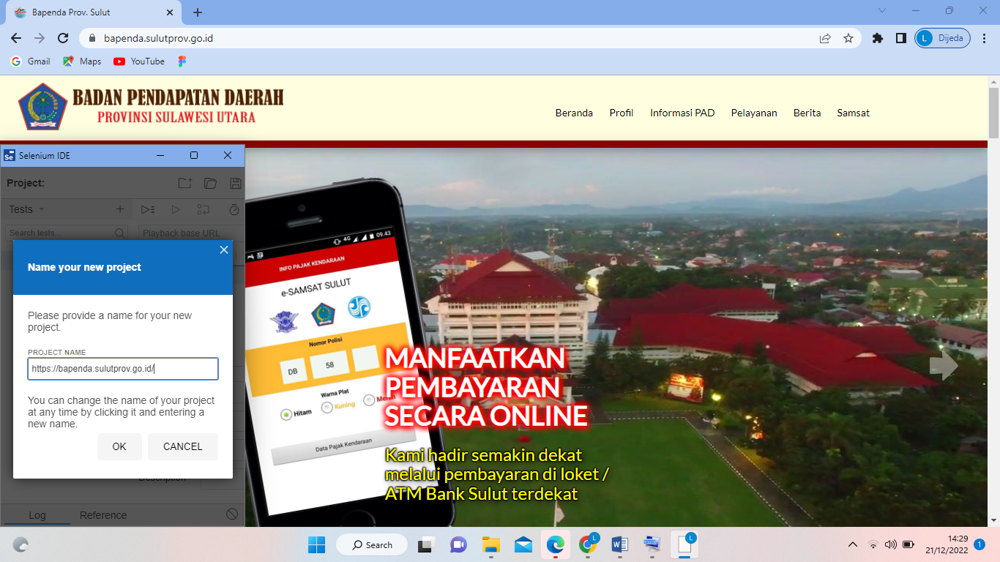 Bapenda Prov. Sulut
bapenda.sulutprov.go.id
L Dijeda
Gmail Maps YouTube
BADAN PENDAPATAN DAERAH
PROVINSI SULAWESI UTARA
Beranda Profil Informasi PAD Pelayanan Berita Samsat
Se Selenium IDE
Project:
Tests
Search tests...
Playback base URL
Name your new project
Please provide a name for your new
project.
PROJECT NAME
https://bapenda.sulutprov.go.id/
You can change the name of your project
at any time by clicking it and entering a
new name.
OK CANCEL
Description
Log Reference
4G 09.43
INFO PAJAK KENDARAAN
e-SAMSAT SULUT
Nomor Polisi
DB 58
Warna Plat
Hitam Kuning Merah
Data Pajak Kendaraan
MANFAATKAN
PEMBAYARAN
SECARA ONLINE
Kami hadir semakin dekat
melalui pembayaran di loket /
ATM Bank Sulut terdekat
Search
L
L
14:29
21/12/2022
1